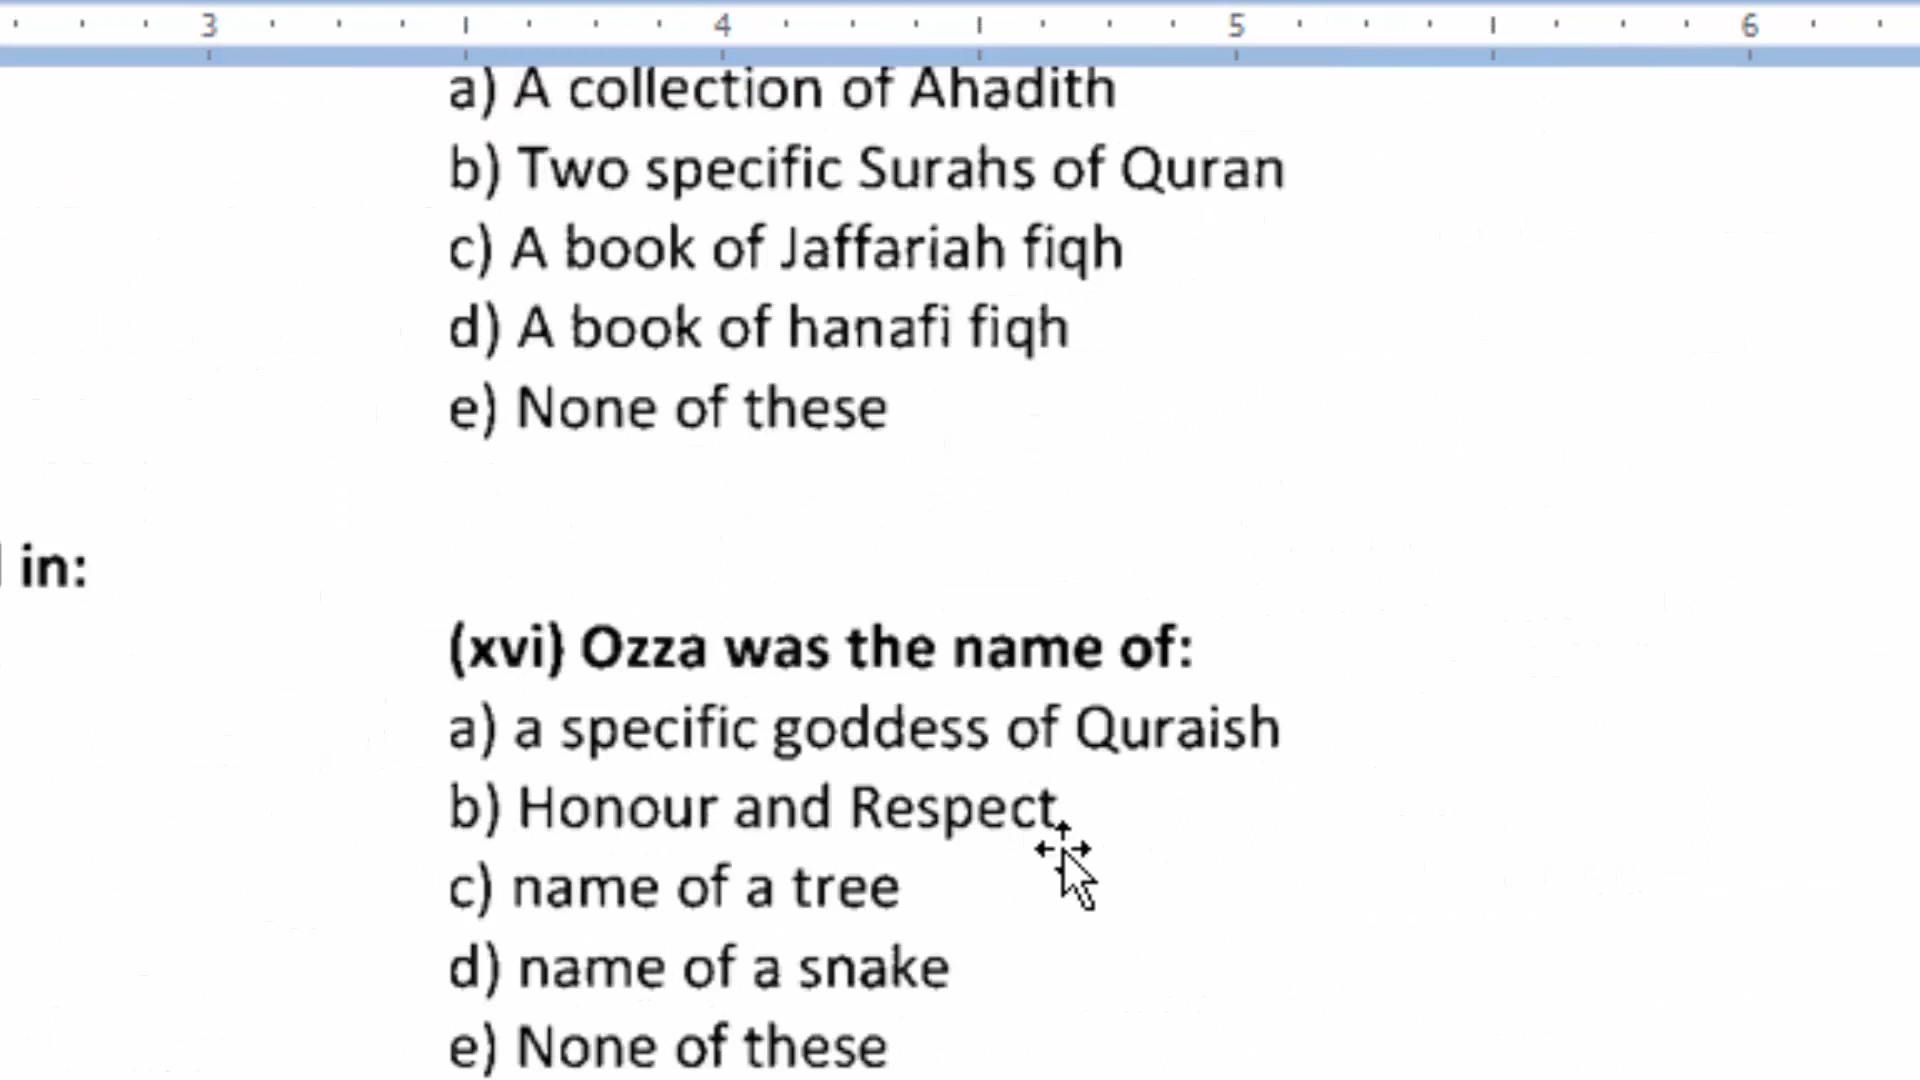 3 4 5 6
a) A collection of Ahadith
b) Two specific Surahs of Quran
c) A book of Jaffariah fiqh
d) A book of hanafi fiqh
e) None of these
in:
(xvi) Ozza was the name of:
a) a specific goddess of Quraish
b) Honour and Respect
c) name of a tree
d) name of a snake
e) None of these